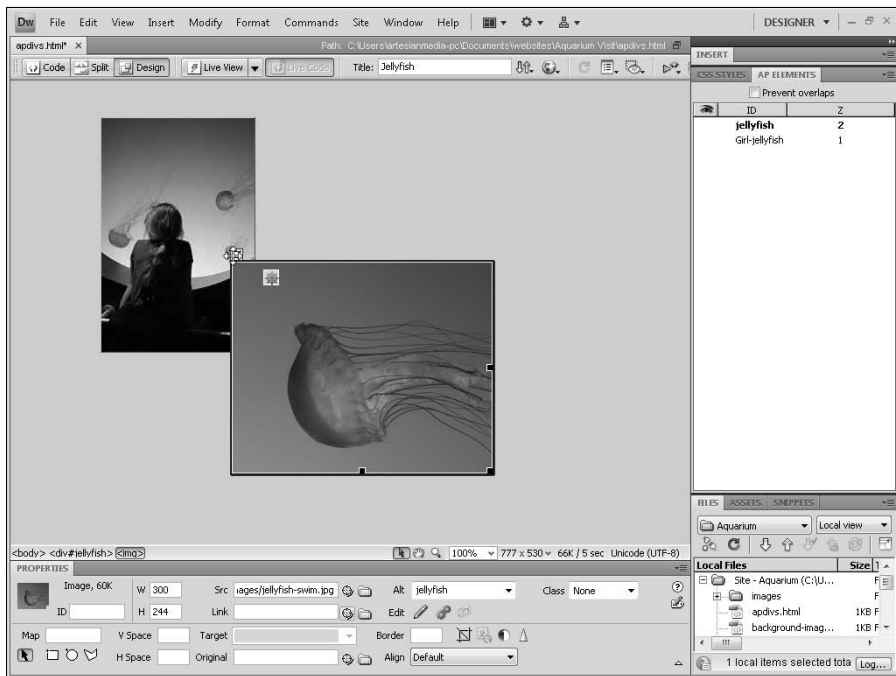 Dw File Edit View Insert Modify Format Commands Site Window Help DESIGNER
apdivs.html* Path: C:\Users\artesianmedia-pc\Documents\websites\Aquarium Visit\apdivs.html
Code Split Design Live View Live Code Title: Jellyfish
INSERT
CSS STYLES AP ELEMENTS
Prevent overlaps
ID Z
jellyfish 2
Girl-jellyfish 1
FILES ASSETS SNIPPETS
Aquarium Local view
Local Files Size
Site - Aquarium (C:\U... F
images F
apdivs.html 1KB F
background-imag... 1KB F
1 local items selected tota Log...
<body> <div#jellyfish> <img> 100% 777 x 530 66K / 5 sec Unicode (UTF-8)
PROPERTIES
Image, 60K W 300 Src iages/jellyfish-swim.jpg Alt jellyfish Class None
ID H 244 Link Edit
Map V Space Target Border
H Space Original Align Default